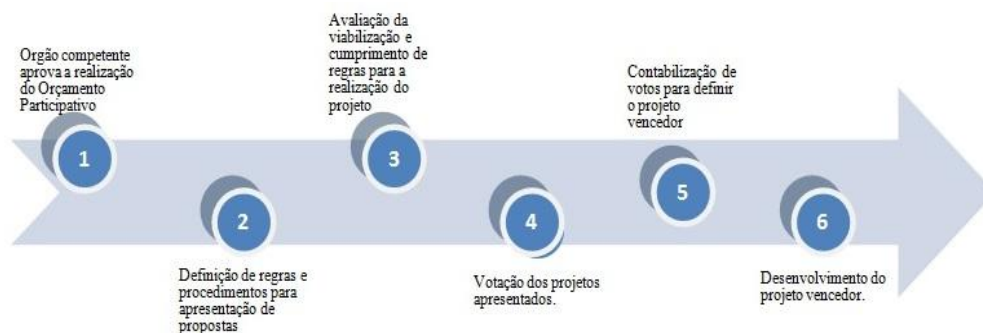 1
Orgão competente
aprova a realização
do Orçamento
Participativo
2
Definição de regras e
procedimentos para
apresentação de
propostas
3
Avaliação da
viabilização e
cumprimento de
regras para a
realização do
projeto
4
Votação dos projetos
apresentados.
5
Contabilização de
votos para definir
o projeto
vencedor
6
Desenvolvimento do
projeto vencedor.